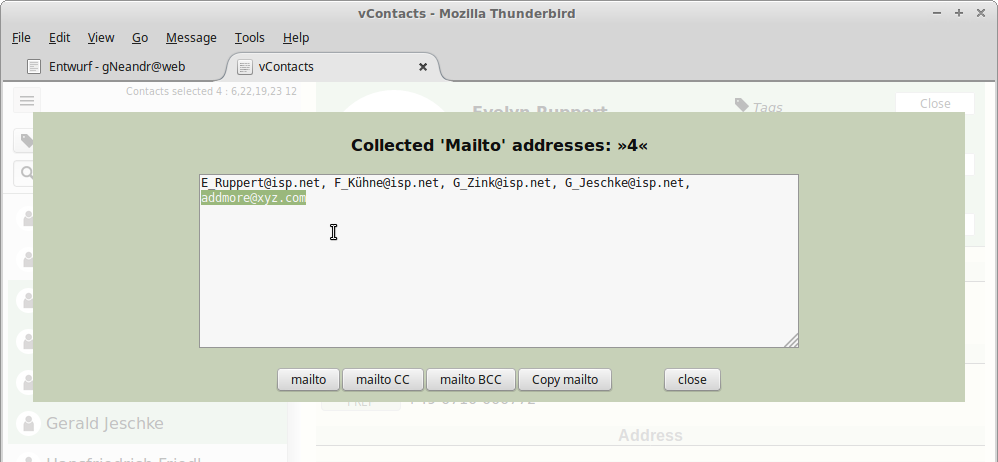 vContacts - Mozilla Thunderbird
File Edit View Go Message Tools Help
Entwurf - gNeandr@web vContacts
Contacts selected 4 : 6,22,19,23 12
Evelyn Ruppert
Tags
Close
Collected 'Mailto' addresses: »4«
E_Ruppert@isp.net, F_Kühne@isp.net, G_Zink@isp.net, G_Jeschke@isp.net,
addmore@xyz.com
mailto mailto CC mailto BCC Copy mailto close
Gerald Jeschke
Address